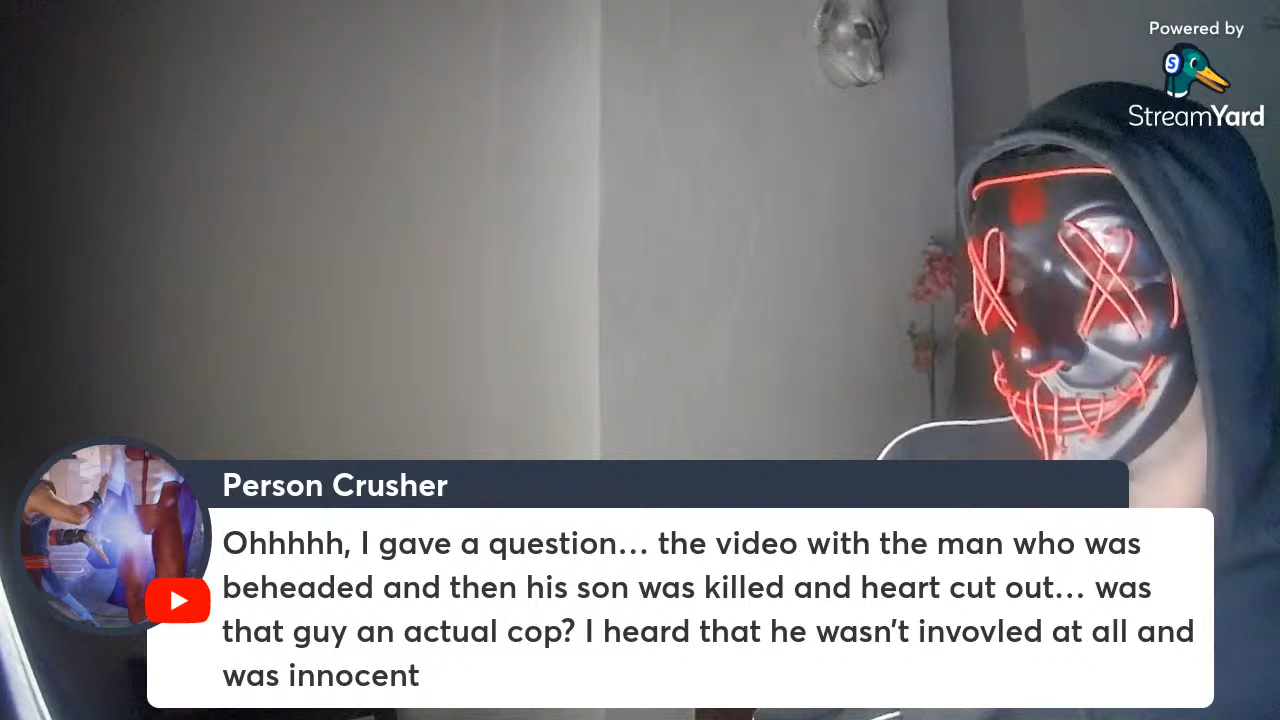 Powered by
S
StreamYard
Person Crusher
Ohhhhh, I gave a question... the video with the man who was
beheaded and then his son was killed and heart cut out... was
that guy an actual cop? I heard that he wasn't invovled at all and
was innocent